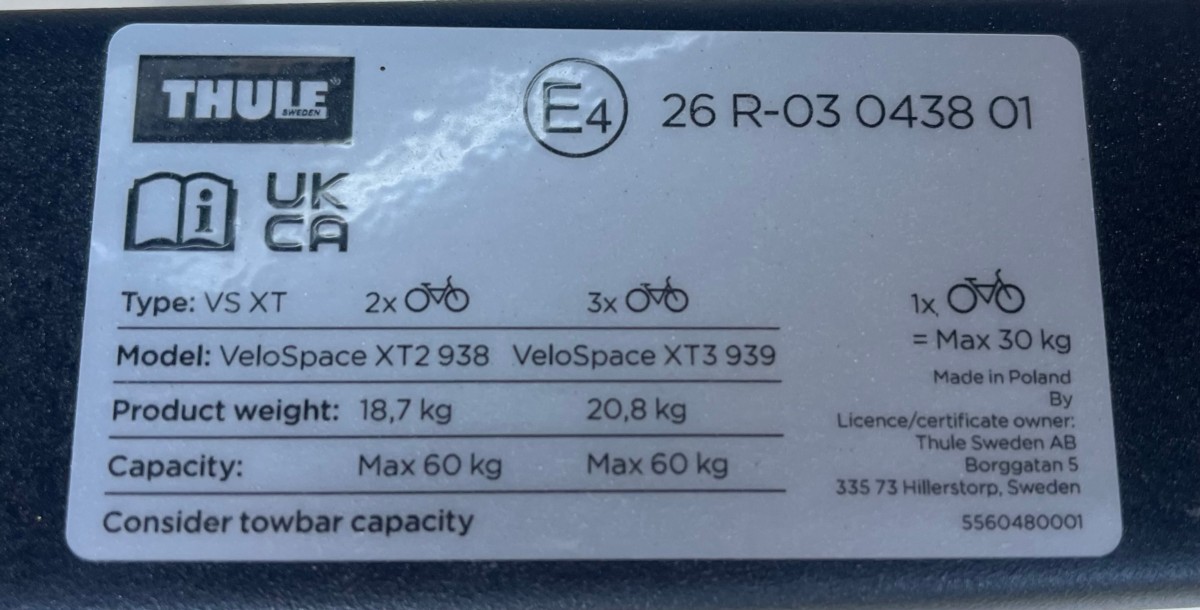 THULE®
SWEDEN
E4 26 R-03 0438 01
UK
CA
Type: VS XT 2x 3x
Model: VeloSpace XT2 938 VeloSpace XT3 939
Product weight: 18,7 kg 20,8 kg
Capacity: Max 60 kg Max 60 kg
Consider towbar capacity
1x
= Max 30 kg
Made in Poland
By
Licence/certificate owner:
Thule Sweden AB
Borggatan 5
335 73 Hillerstorp, Sweden
5560480001